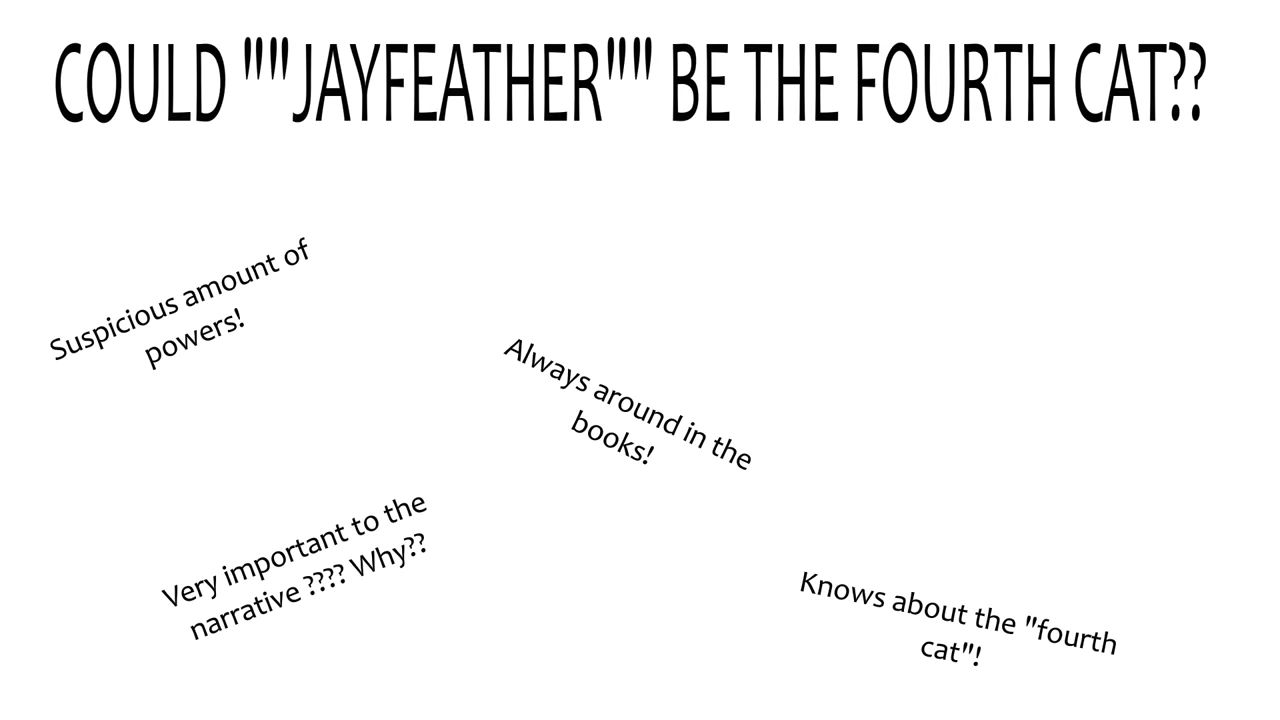 COULD ""JAYFEATHER"" BE THE FOURTH CAT??
Suspicious amount of
powers!
Always around in the
books!
Very important to the
narrative ???? Why??
Knows about the "fourth
cat"!